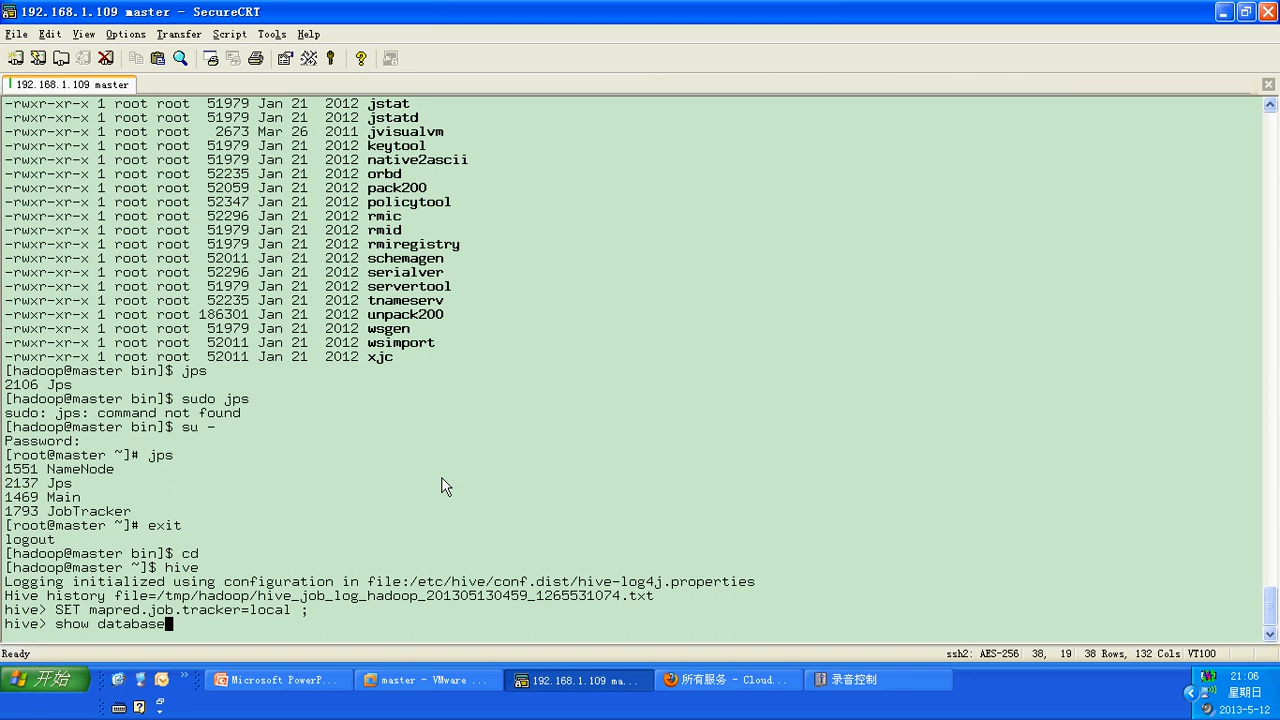 192.168.1.109 master - SecureCRT
File Edit View Options Transfer Script Tools Help
192.168.1.109 master
-rwxr-xr-x 1 root root  51979 Jan 21  2012 jstat
-rwxr-xr-x 1 root root  51979 Jan 21  2012 jstatd
-rwxr-xr-x 1 root root   2673 Mar 26  2011 jvisualvm
-rwxr-xr-x 1 root root  51979 Jan 21  2012 keytool
-rwxr-xr-x 1 root root  51979 Jan 21  2012 native2ascii
-rwxr-xr-x 1 root root  52235 Jan 21  2012 orbd
-rwxr-xr-x 1 root root  52059 Jan 21  2012 pack200
-rwxr-xr-x 1 root root  52347 Jan 21  2012 policytool
-rwxr-xr-x 1 root root  52296 Jan 21  2012 rmic
-rwxr-xr-x 1 root root  51979 Jan 21  2012 rmid
-rwxr-xr-x 1 root root  51979 Jan 21  2012 rmiregistry
-rwxr-xr-x 1 root root  52011 Jan 21  2012 schemagen
-rwxr-xr-x 1 root root  52296 Jan 21  2012 serialver
-rwxr-xr-x 1 root root  51979 Jan 21  2012 servertool
-rwxr-xr-x 1 root root  52235 Jan 21  2012 tnameserv
-rwxr-xr-x 1 root root 186301 Jan 21  2012 unpack200
-rwxr-xr-x 1 root root  51979 Jan 21  2012 wsgen
-rwxr-xr-x 1 root root  52011 Jan 21  2012 wsimport
-rwxr-xr-x 1 root root  52011 Jan 21  2012 xjc
[hadoop@master bin]$ jps
2106 Jps
[hadoop@master bin]$ sudo jps
sudo: jps: command not found
[hadoop@master bin]$ su -
Password:
[root@master ~]# jps
1551 NameNode
2137 Jps
1469 Main
1793 JobTracker
[root@master ~]# exit
logout
[hadoop@master bin]$ cd
[hadoop@master ~]$ hive
Logging initialized using configuration in file:/etc/hive/conf.dist/hive-log4j.properties
Hive history file=/tmp/hadoop/hive_job_log_hadoop_201305130459_1265531074.txt
hive> SET mapred.job.tracker=local ;
hive> show database
Ready ssh2: AES-256 38, 19 38 Rows, 132 Cols VT100
开始 Microsoft PowerP... master - VMware ... 192.168.1.109 ma... 所有服务 - Cloud... 录音控制 21:06
星期日
2013-5-12